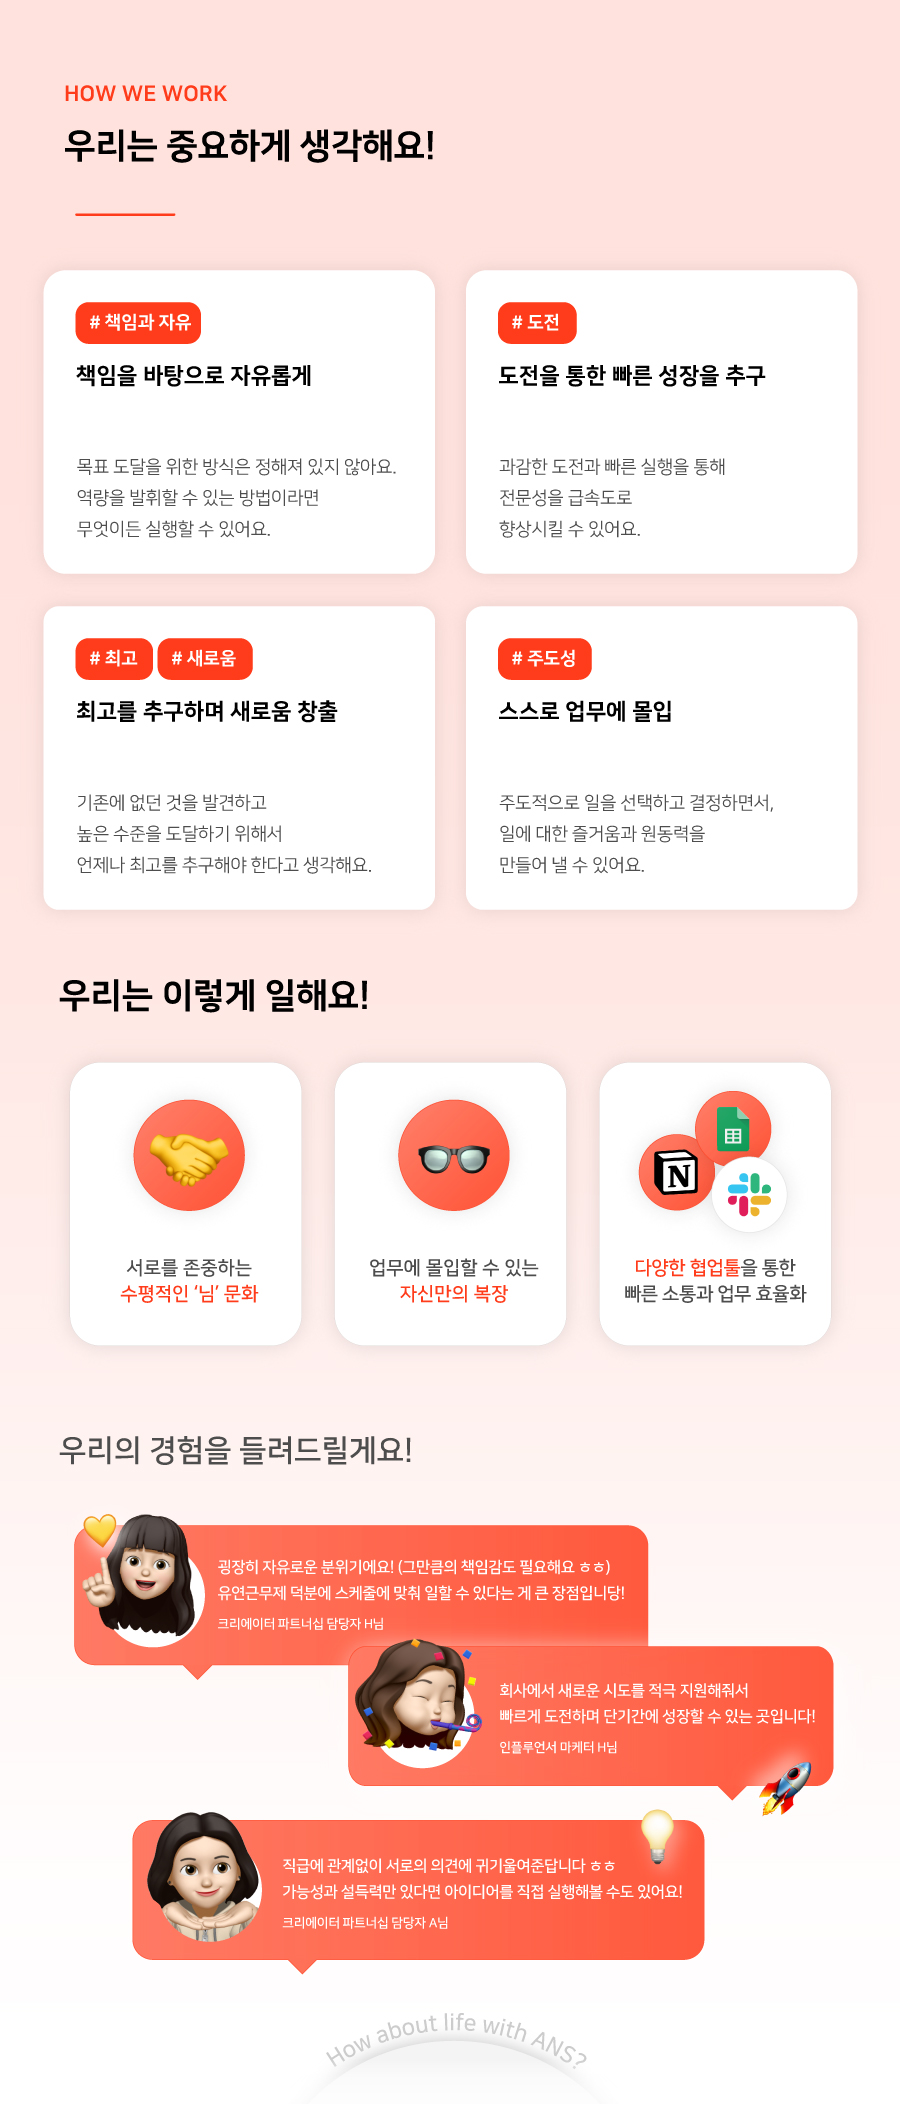 HOW WE WORK
우리는 중요하게 생각해요!
# 책임과 자유
책임을 바탕으로 자유롭게
목표 도달을 위한 방식은 정해져 있지 않아요.
역량을 발휘할 수 있는 방법이라면
무엇이든 실행할 수 있어요.
# 도전
도전을 통한 빠른 성장을 추구
과감한 도전과 빠른 실행을 통해
전문성을 급속도로
향상시킬 수 있어요.
# 최고 # 새로움
최고를 추구하며 새로움 창출
기존에 없던 것을 발견하고
높은 수준을 도달하기 위해서
언제나 최고를 추구해야 한다고 생각해요.
# 주도성
스스로 업무에 몰입
주도적으로 일을 선택하고 결정하면서,
일에 대한 즐거움과 원동력을
만들어 낼 수 있어요.
우리는 이렇게 일해요!
서로를 존중하는
수평적인 ‘님’ 문화
업무에 몰입할 수 있는
자신만의 복장
N
다양한 협업툴을 통한
빠른 소통과 업무 효율화
우리의 경험을 들려드릴게요!
굉장히 자유로운 분위기에요! (그만큼의 책임감도 필요해요 ㅎㅎ)
유연근무제 덕분에 스케줄에 맞춰 일할 수 있다는 게 큰 장점입니당!
크리에이터 파트너십 담당자 H님
회사에서 새로운 시도를 적극 지원해줘서
빠르게 도전하며 단기간에 성장할 수 있는 곳입니다!
인플루언서 마케터 H님
직급에 관계없이 서로의 의견에 귀기울여준답니다 ㅎㅎ
가능성과 설득력만 있다면 아이디어를 직접 실행해볼 수도 있어요!
크리에이터 파트너십 담당자 A님
How about life with ANS?